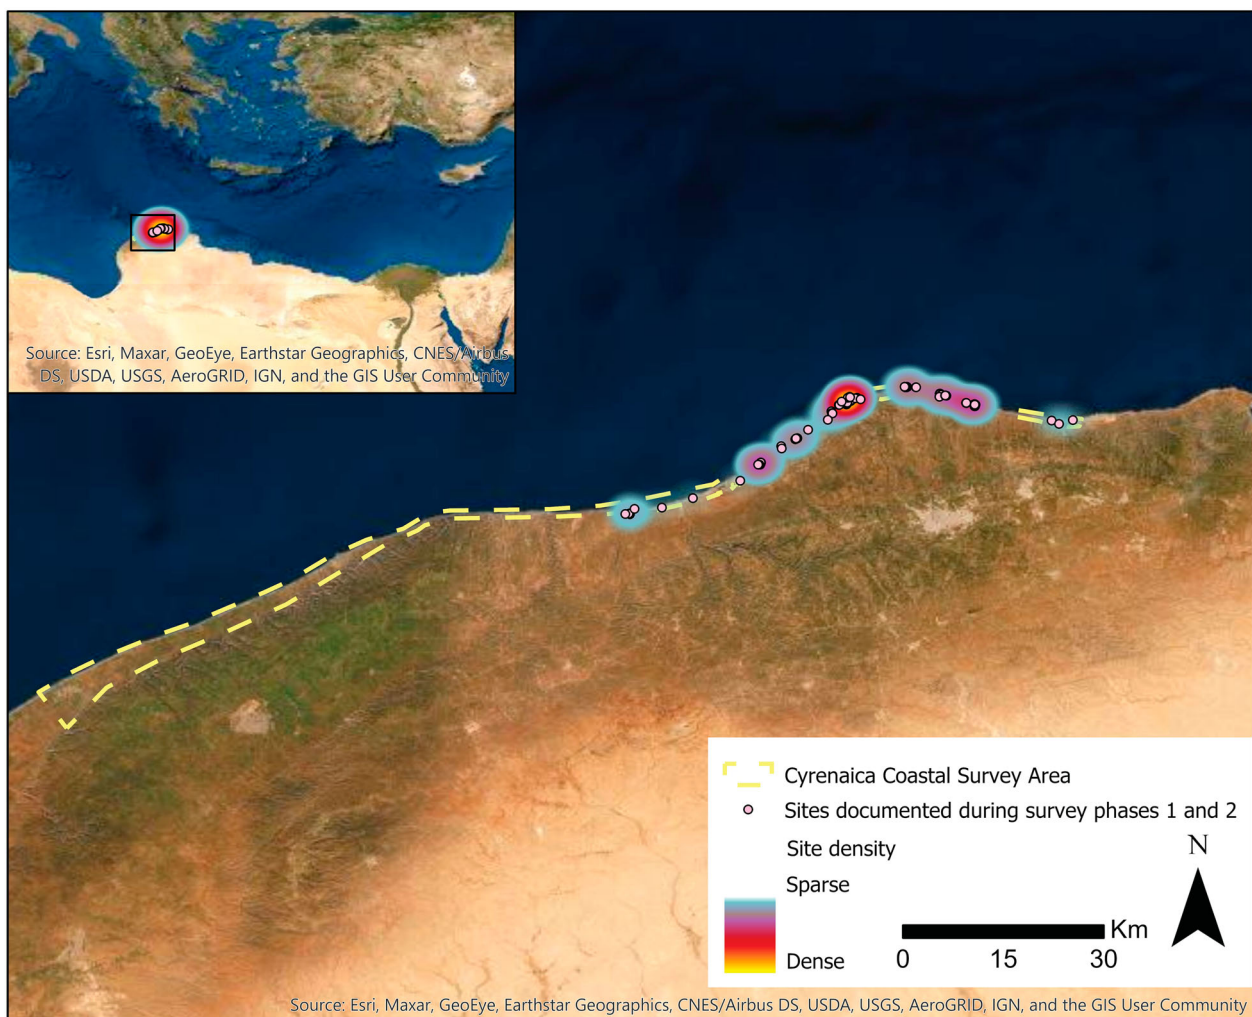 Source: Esri, Maxar, GeoEye, Earthstar Geographics, CNES/Airbus
DS, USDA, USGS, AeroGRID, IGN, and the GIS User Community
Cyrenaica Coastal Survey Area
Sites documented during survey phases 1 and 2
Site density
Sparse
Dense
N
Km
0 15 30
Source: Esri, Maxar, GeoEye, Earthstar Geographics, CNES/Airbus DS, USDA, USGS, AeroGRID, IGN, and the GIS User Community